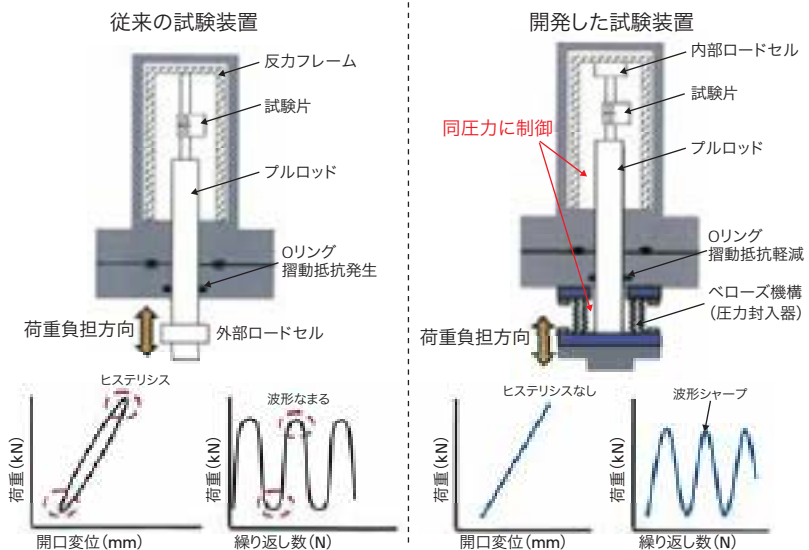 従来の試験装置
反力フレーム
試験片
プルロッド
Oリング
摺動抵抗発生
荷重負担方向
外部ロードセル
ヒステリシス
荷重(kN)
開口変位(mm)
波形なまる
荷重(kN)
繰り返し数(N)
開発した試験装置
内部ロードセル
試験片
同圧力に制御
プルロッド
Oリング
摺動抵抗軽減
ベローズ機構
(圧力封入器)
荷重負担方向
ヒステリシスなし
荷重(kN)
開口変位(mm)
波形シャープ
荷重(kN)
繰り返し数(N)